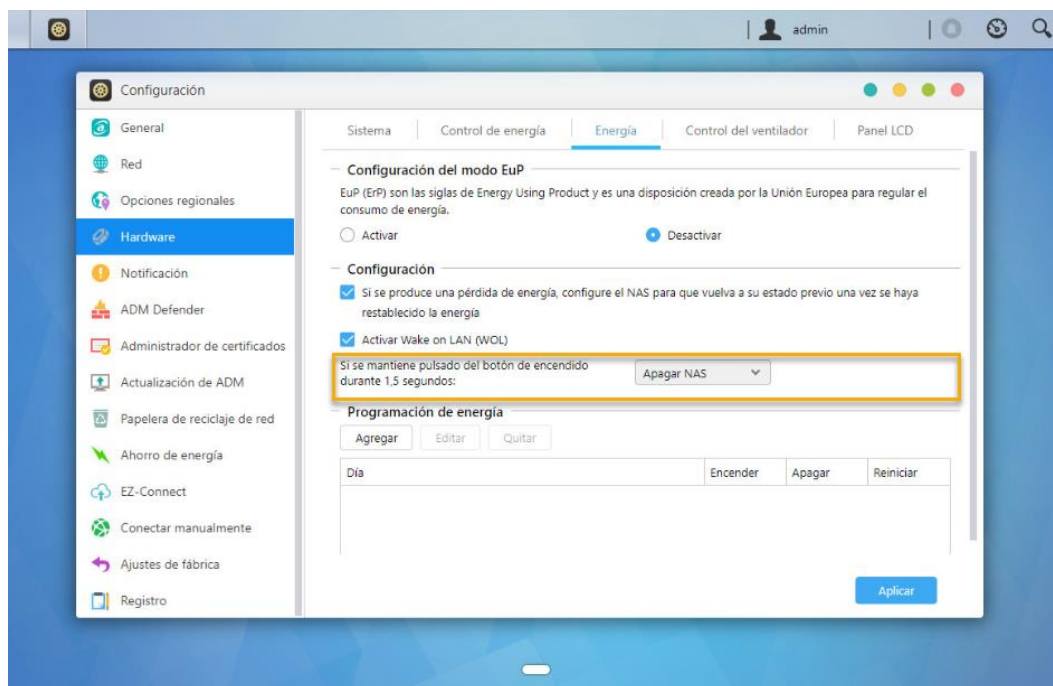 admin
Configuración
General
Red
Opciones regionales
Hardware
Notificación
ADM Defender
Administrador de certificados
Actualización de ADM
Papelera de reciclaje de red
Ahorro de energía
EZ-Connect
Conectar manualmente
Ajustes de fábrica
Registro
Sistema Control de energía Energía Control del ventilador Panel LCD
Configuración del modo EuP
EuP (ErP) son las siglas de Energy Using Product y es una disposición creada por la Unión Europea para regular el
consumo de energía.
Activar Desactivar
Configuración
Si se produce una pérdida de energía, configure el NAS para que vuelva a su estado previo una vez se haya
restablecido la energía
Activar Wake on LAN (WOL)
Si se mantiene pulsado del botón de encendido
durante 1,5 segundos: Apagar NAS
Programación de energía
Agregar Editar Quitar
Día Encender Apagar Reiniciar
Aplicar